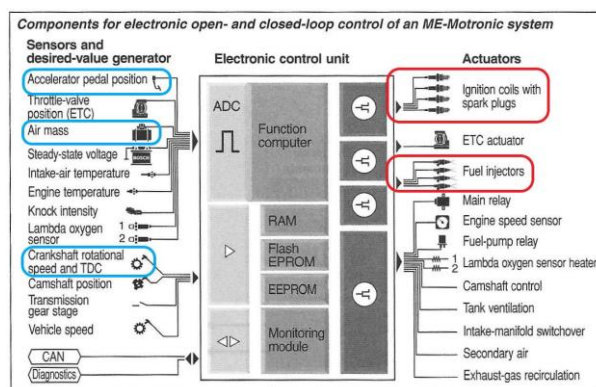 Components for electronic open- and closed-loop control of an ME-Motronic system
Sensors and
desired-value generator
Electronic control unit
Actuators
Accelerator pedal position
Throttle-valve
position (ETC)
Air mass
Steady-state voltage
BOSCH
Intake-air temperature
Engine temperature
Knock intensity
Lambda oxygen
sensor
1
2
Crankshaft rotational
speed and TDC
Camshaft position
Transmission
gear stage
Vehicle speed
CAN
Diagnostics
ADC
Function
computer
RAM
Flash
EPROM
EEPROM
Monitoring
module
Ignition coils with
spark plugs
ETC actuator
Fuel injectors
Main relay
Engine speed sensor
Fuel-pump relay
1
2
Lambda oxygen sensor heater
Camshaft control
Tank ventilation
Intake-manifold switchover
Secondary air
Exhaust-gas recirculation